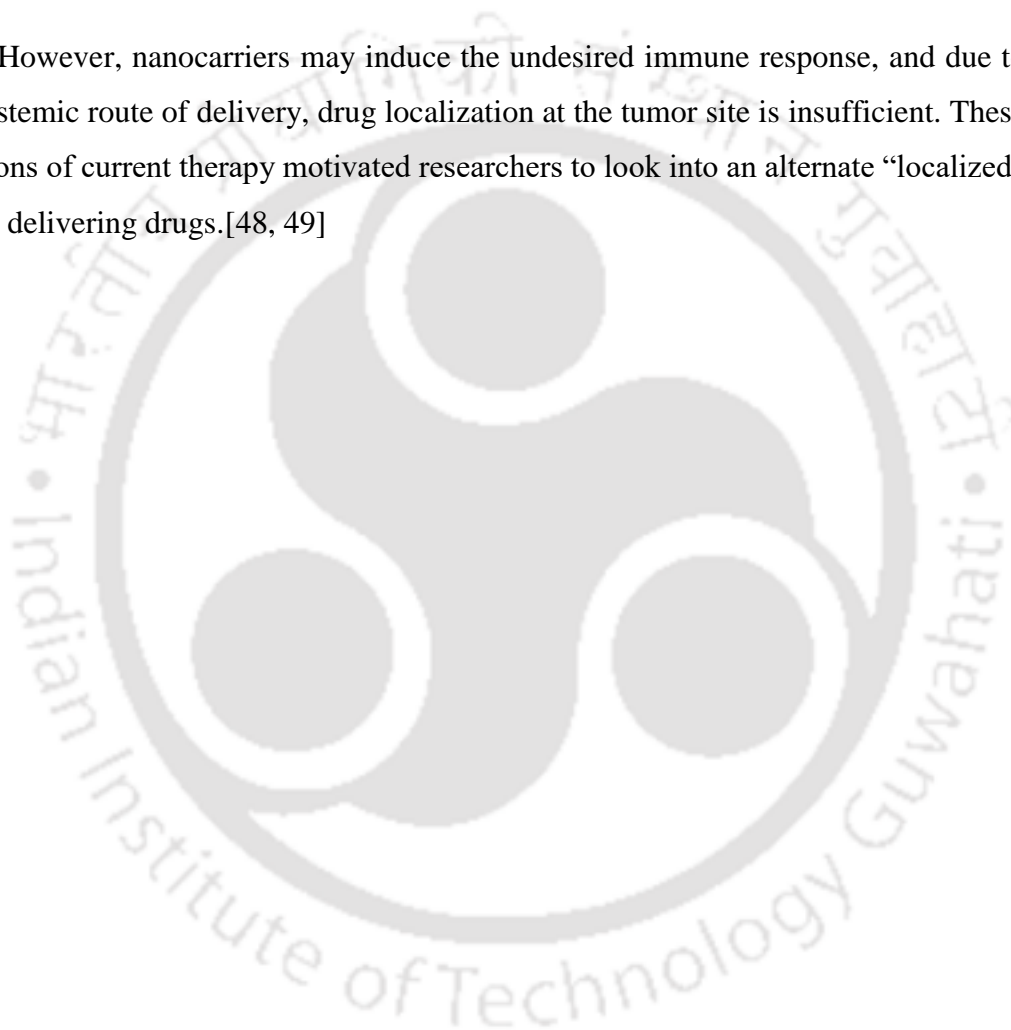 However, nanocarriers may induce the undesired immune response, and due t
stemic route of delivery, drug localization at the tumor site is insufficient. Thes
ons of current therapy motivated researchers to look into an alternate “localized
delivering drugs.[48, 49]
भारतीय प्रौद्योगिकी संस्थान गुवाहाटी
Indian Institute of Technology Guwahati